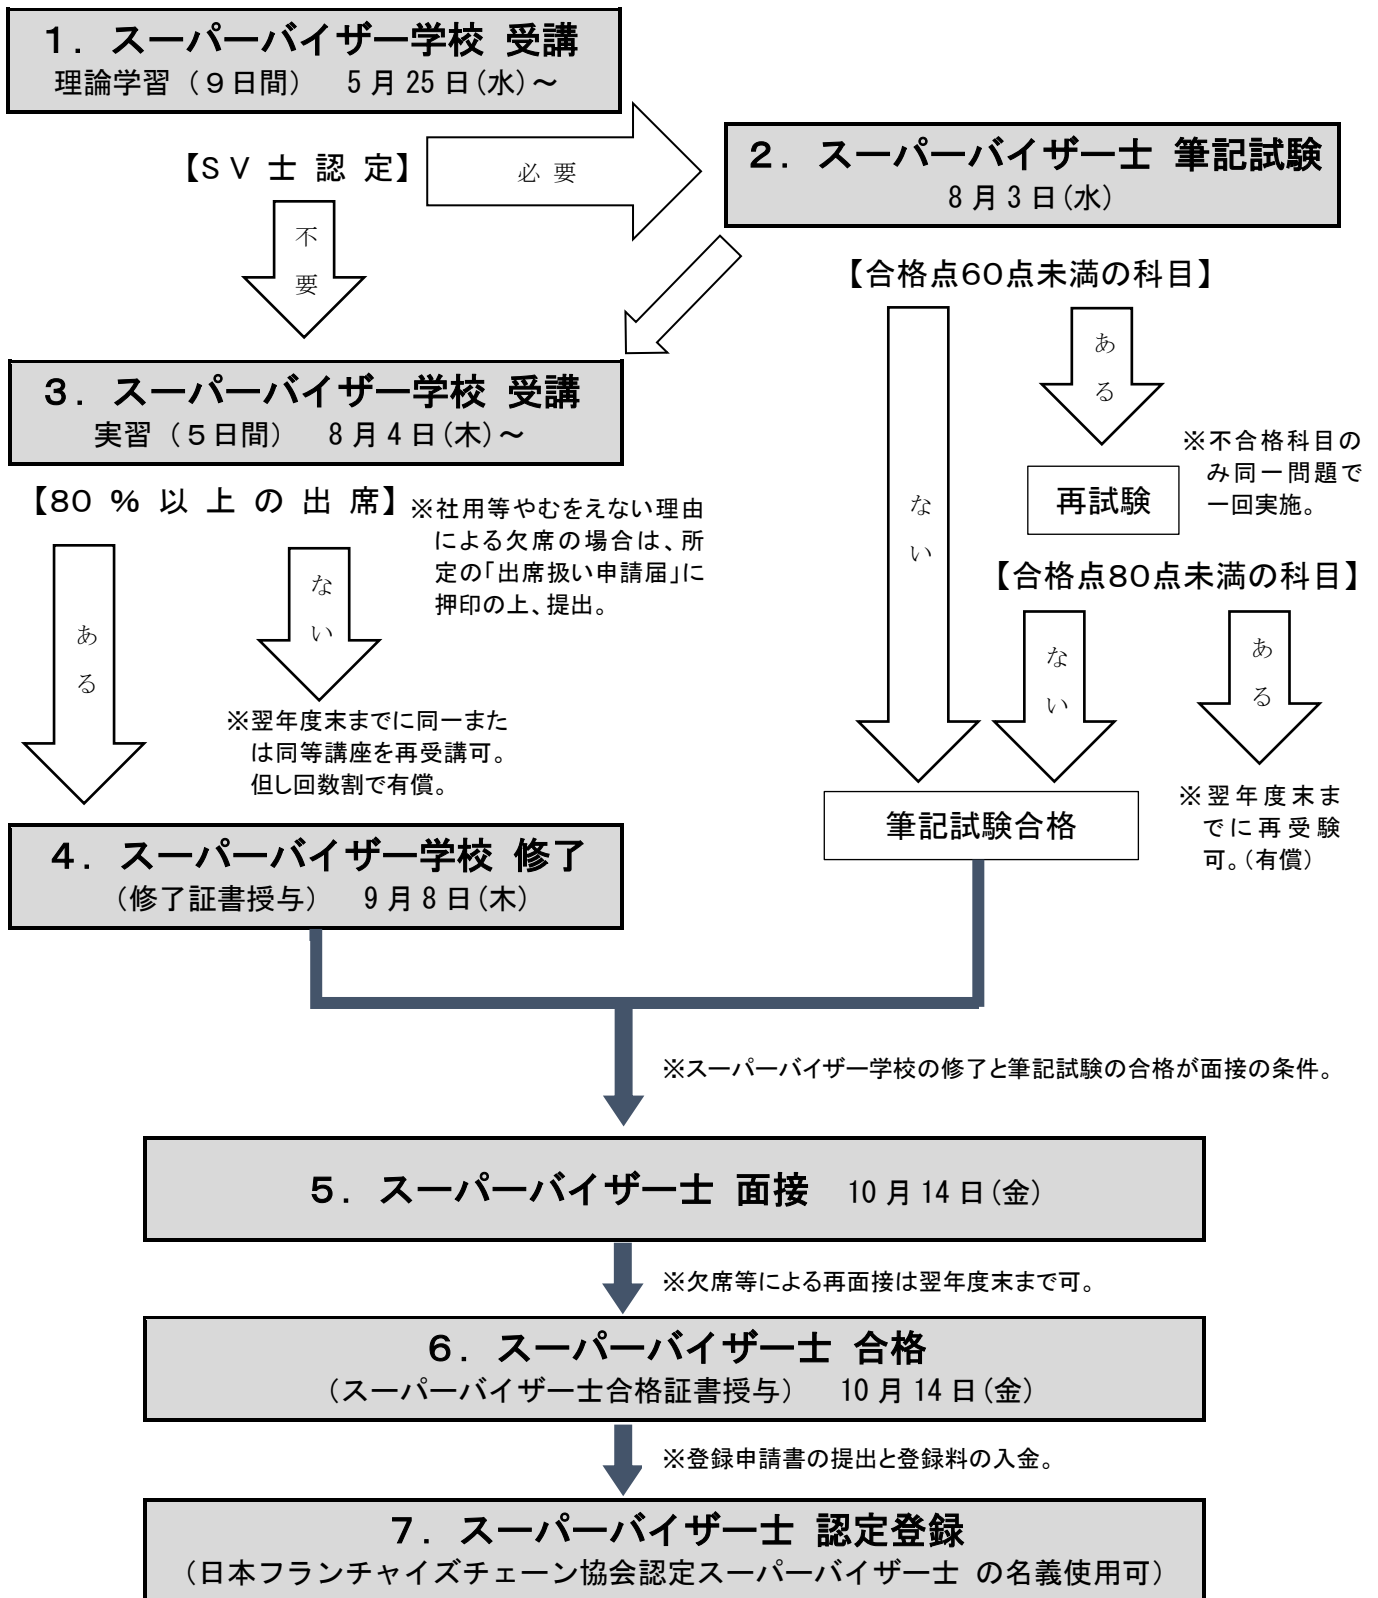 １．スーパーバイザー学校 受講
理論学習（９日間）　５月25日（水）～
【ＳＶ士認定】
必要
不要
２．スーパーバイザー士 筆記試験
８月３日（水）
【合格点60点未満の科目】
ない
ある
再試験
※不合格科目の
み同一問題で
一回実施。
【合格点80点未満の科目】
ない
ある
※翌年度末ま
でに再受験
可。（有償）
筆記試験合格
３．スーパーバイザー学校 受講
実習（５日間）　８月４日（木）～
【80％以上の出席】
※社用等やむをえない理由
による欠席の場合は、所
定の「出席扱い申請届」に
押印の上、提出。
ある
ない
※翌年度末までに同一また
は同等講座を再受講可。
但し回数割で有償。
４．スーパーバイザー学校 修了
（修了証書授与）　９月８日（木）
※スーパーバイザー学校の修了と筆記試験の合格が面接の条件。
５．スーパーバイザー士 面接　10月14日（金）
※欠席等による再面接は翌年度末まで可。
６．スーパーバイザー士 合格
（スーパーバイザー士合格証書授与）　10月14日（金）
※登録申請書の提出と登録料の入金。
７．スーパーバイザー士 認定登録
（日本フランチャイズチェーン協会認定スーパーバイザー士 の名義使用可）